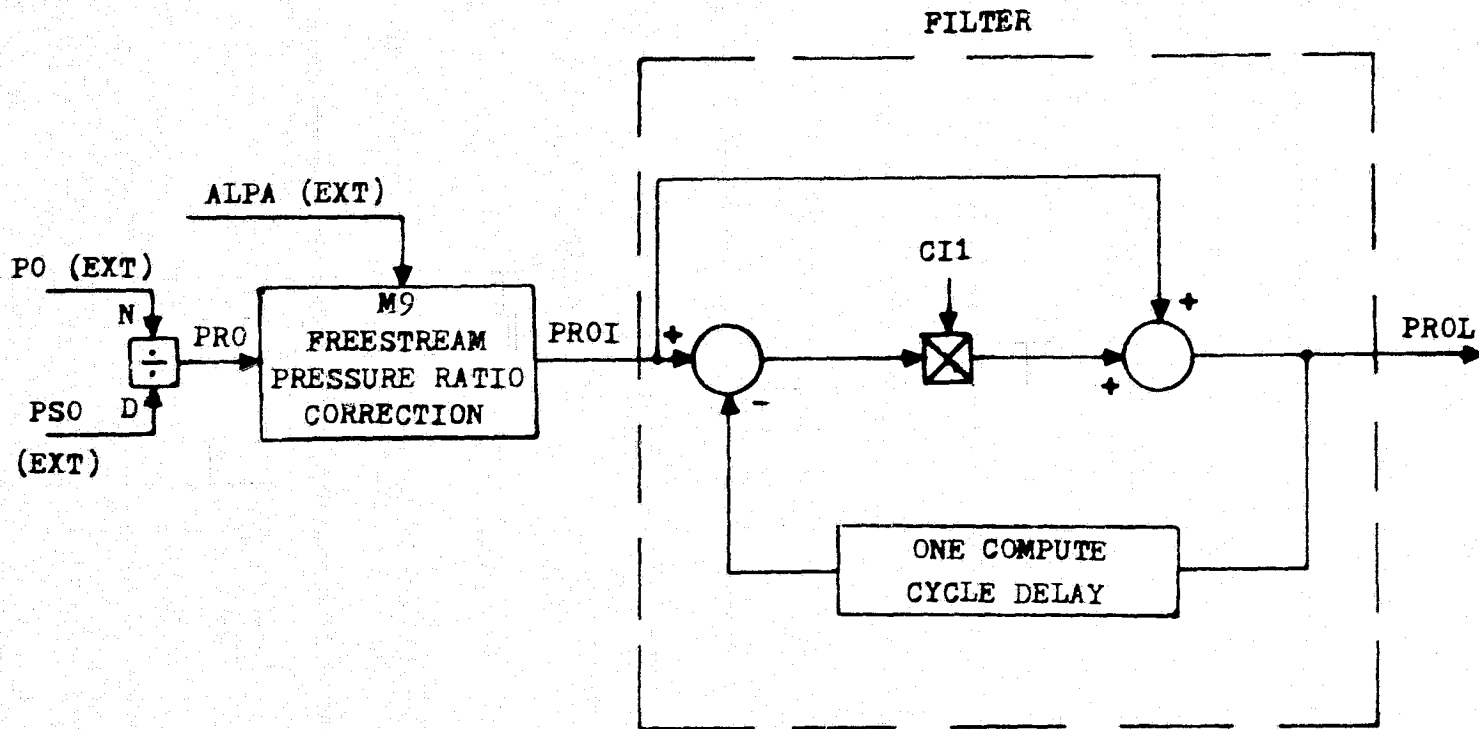 FILTER
ALPA (EXT)
PO (EXT)
N
÷
D
PSO
(EXT)
PRO
M9
FREESTREAM
PRESSURE RATIO
CORRECTION
PROI
+
-
CI1
+
+
PROL
ONE COMPUTE
CYCLE DELAY